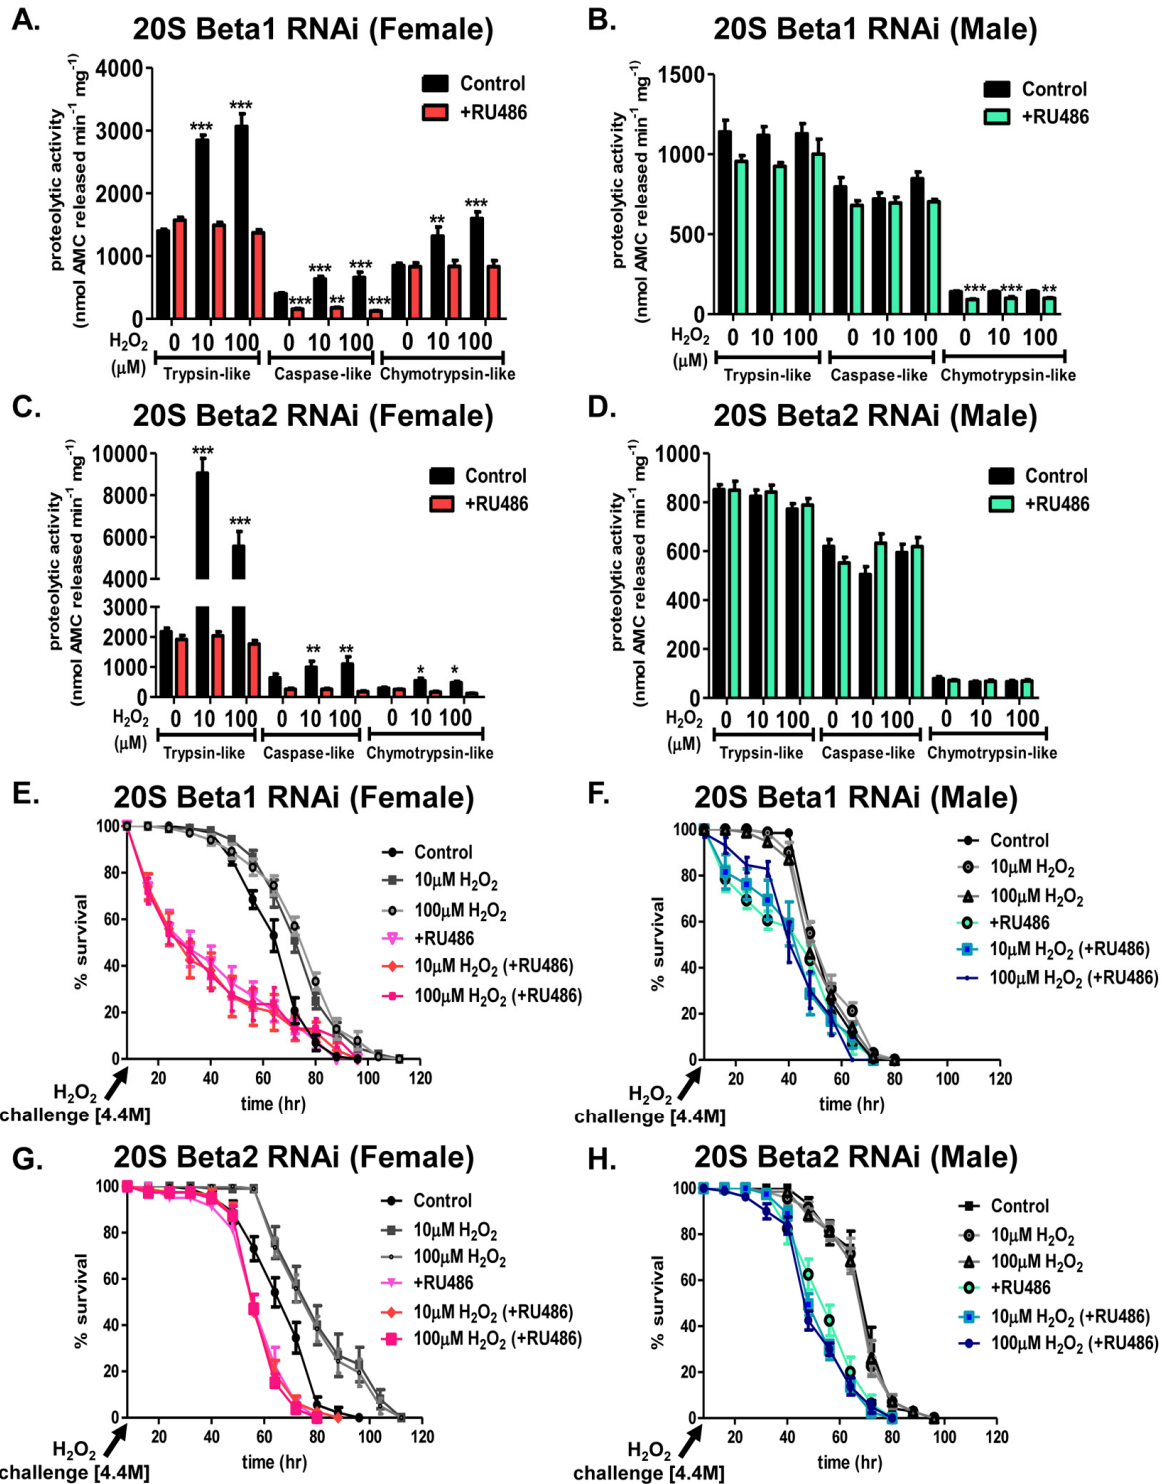 A.
20S Beta1 RNAi (Female)
proteolytic activity
(nmol AMC released min⁻¹ mg⁻¹)
4000
3000
2000
1000
0
Control
+RU486
*** *** *** *** *** ** *** *** ** ***
H₂O₂ 0 10 100 0 10 100 0 10 100
(μM)
Trypsin-like Caspase-like Chymotrypsin-like
B.
20S Beta1 RNAi (Male)
proteolytic activity
(nmol AMC released min⁻¹ mg⁻¹)
1500
1000
500
0
Control
+RU486
*** *** **
H₂O₂ 0 10 100 0 10 100 0 10 100
(μM)
Trypsin-like Caspase-like Chymotrypsin-like
C.
20S Beta2 RNAi (Female)
proteolytic activity
(nmol AMC released min⁻¹ mg⁻¹)
10000
8000
6000
4000
3000
2000
1000
0
Control
+RU486
*** *** ** ** * *
H₂O₂ 0 10 100 0 10 100 0 10 100
(μM)
Trypsin-like Caspase-like Chymotrypsin-like
D.
20S Beta2 RNAi (Male)
proteolytic activity
(nmol AMC released min⁻¹ mg⁻¹)
1000
800
600
400
200
0
Control
+RU486
H₂O₂ 0 10 100 0 10 100 0 10 100
(μM)
Trypsin-like Caspase-like Chymotrypsin-like
E.
20S Beta1 RNAi (Female)
% survival
100
80
60
40
20
0
Control
10μM H₂O₂
100μM H₂O₂
+RU486
10μM H₂O₂ (+RU486)
100μM H₂O₂ (+RU486)
20 40 60 80 100 120
time (hr)
H₂O₂
challenge [4.4M]
F.
20S Beta1 RNAi (Male)
% survival
100
80
60
40
20
0
Control
10μM H₂O₂
100μM H₂O₂
+RU486
10μM H₂O₂ (+RU486)
100μM H₂O₂ (+RU486)
20 40 60 80 100 120
time (hr)
H₂O₂
challenge [4.4M]
G.
20S Beta2 RNAi (Female)
% survival
100
80
60
40
20
0
Control
10μM H₂O₂
100μM H₂O₂
+RU486
10μM H₂O₂ (+RU486)
100μM H₂O₂ (+RU486)
20 40 60 80 100 120
time (hr)
H₂O₂
challenge [4.4M]
H.
20S Beta2 RNAi (Male)
% survival
100
80
60
40
20
0
Control
10μM H₂O₂
100μM H₂O₂
+RU486
10μM H₂O₂ (+RU486)
100μM H₂O₂ (+RU486)
20 40 60 80 100 120
time (hr)
H₂O₂
challenge [4.4M]